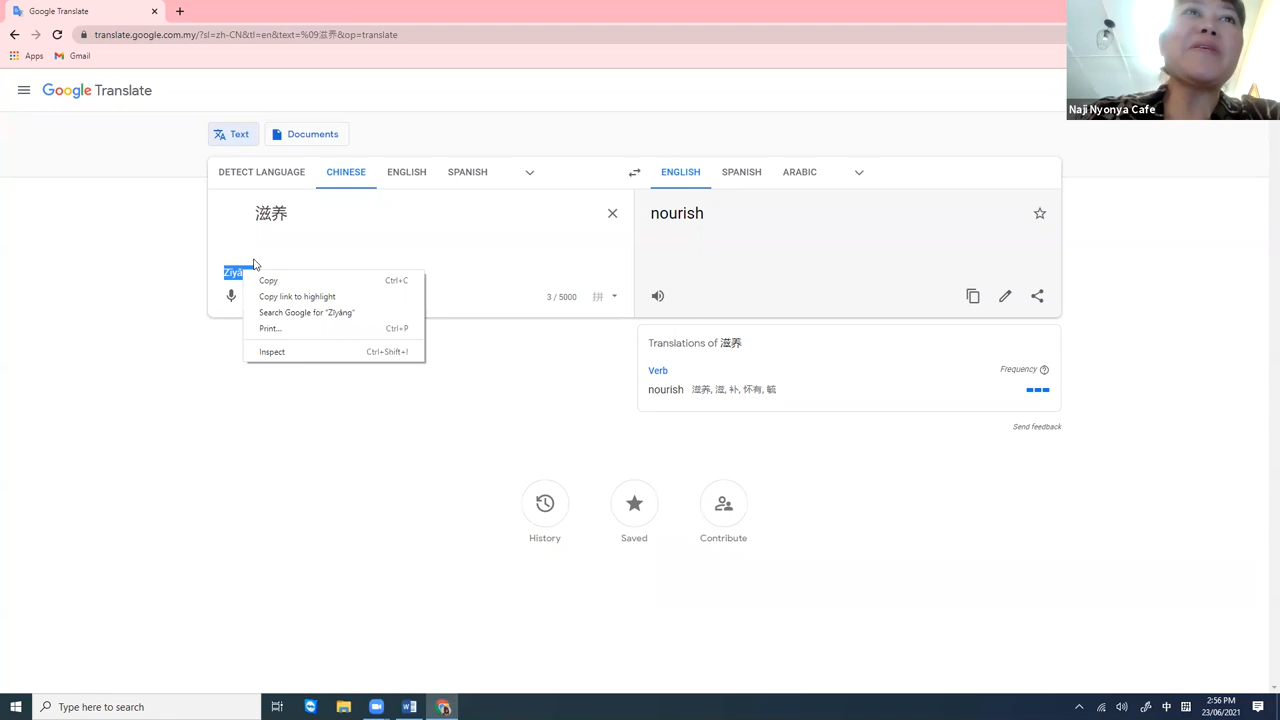 Google Translate
translate.google.com.my/?sl=zh-CN&tl=en&text=%09滋养&op=translate
Apps
Gmail
Naji Nyonya Cafe
Google Translate
Text
Documents
DETECT LANGUAGE
CHINESE
ENGLISH
SPANISH
ENGLISH
SPANISH
ARABIC
滋养
nourish
Copy
Ctrl+C
Copy link to highlight
Search Google for "Zīyǎng"
Print...
Ctrl+P
Inspect
Ctrl+Shift+I
3 / 5000
拼
Translations of 滋养
Verb
Frequency
nourish
滋养, 滋, 补, 怀有, 毓
Send feedback
History
Saved
Contribute
Type here to search
中
2:56 PM
23/06/2021